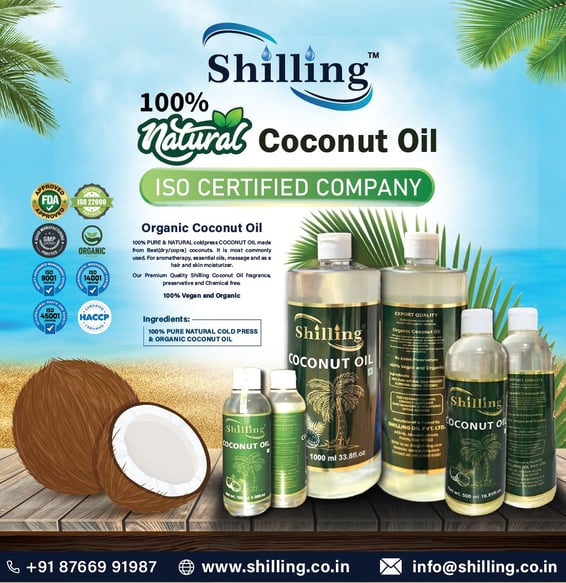 Shilling™
100%
Natural Coconut Oil
ISO CERTIFIED COMPANY
APPROVED
FDA
APPROVED
ISO 22000
GMP
ORGANIC
ISO
9001
ISO
14001
ISO
45001
HACCP
Organic Coconut Oil
100% PURE & NATURAL coldpress COCONUT OIL made
from Best(dry/copra) coconuts. It is most commonly
used. For aromatherapy, essential oils, massage and as a
hair and skin moisturizer.
Our Premium Quality Shilling Coconut Oil fragrance,
preservative and Chemical free.
100% Vegan and Organic
Ingredients:
100% PURE NATURAL COLD PRESS
& ORGANIC COCONUT OIL
Shilling
COCONUT OIL
1000 ml 33.8fl.oz
EXPORT QUALITY
Organic Coconut Oil
100% Vegan and Organic
SHILLING OIL PVT. LTD.
Shilling
COCONUT OIL
Shilling
COCONUT OIL
EXPORT QUALITY
+91 87669 91987
www.shilling.co.in
info@shilling.co.in